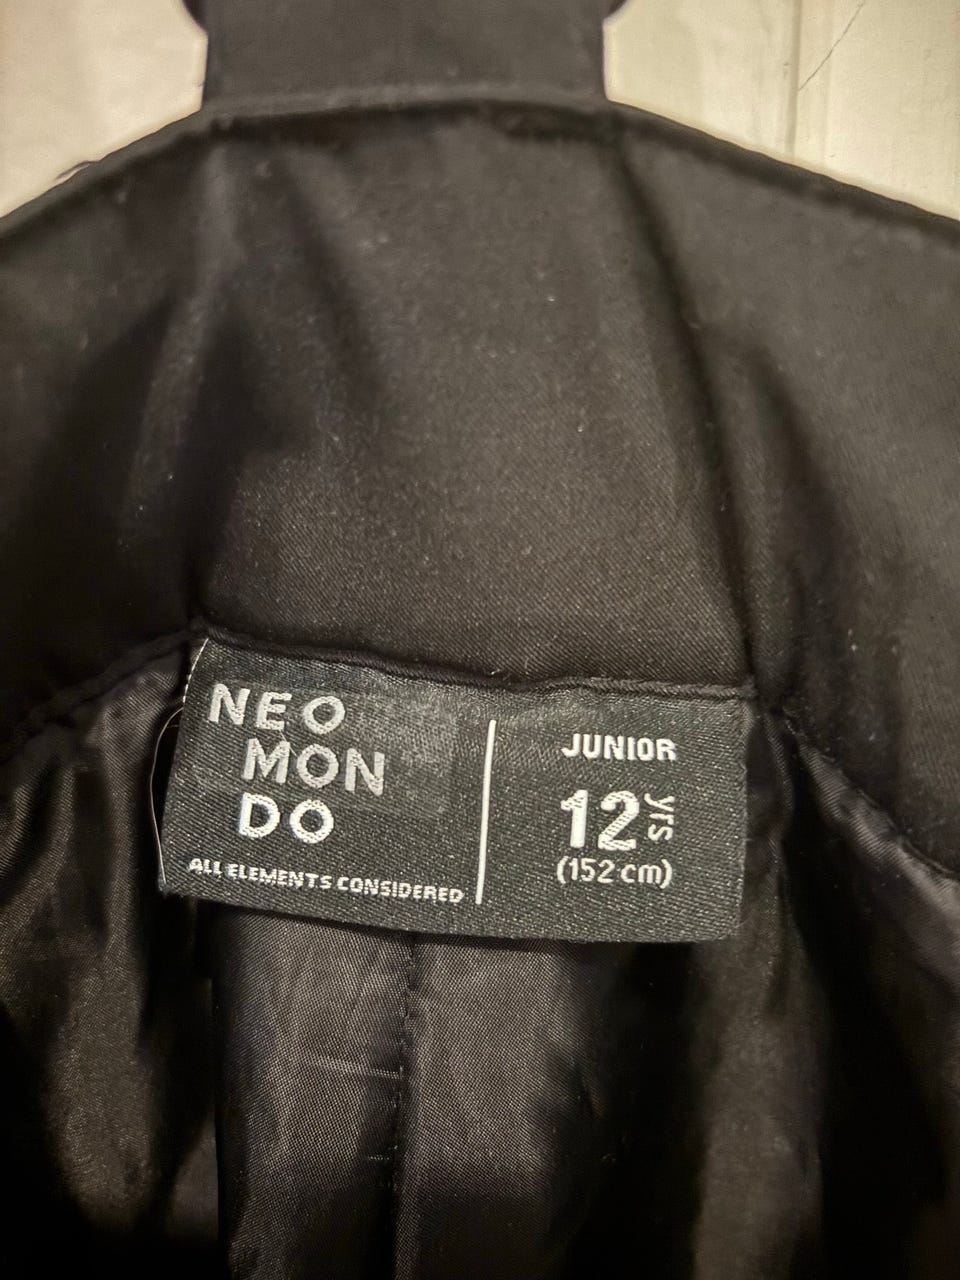 NEO
MON
DO
ALL ELEMENTS CONSIDERED
JUNIOR
12 yrs
(152 cm)